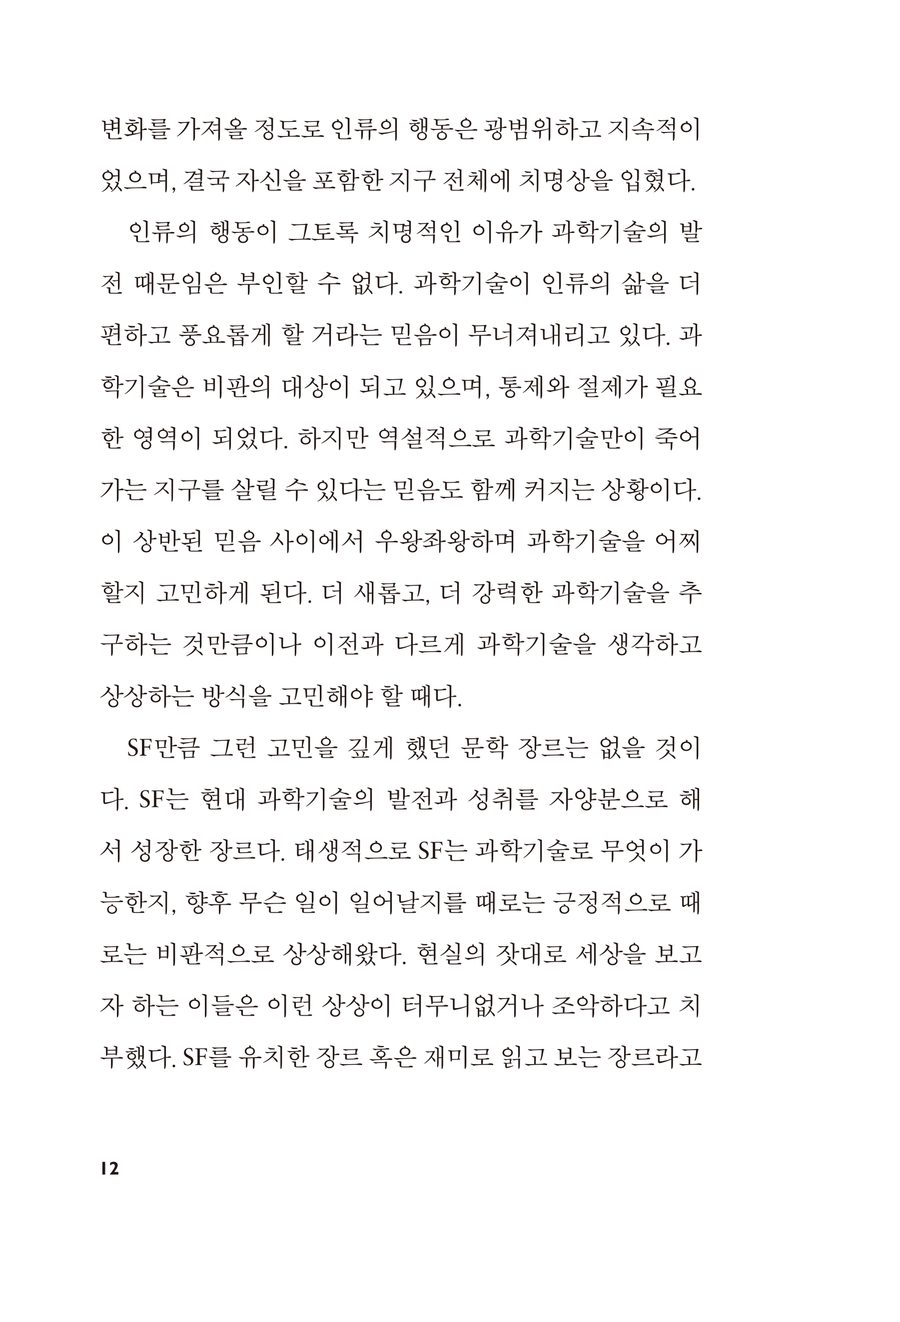 변화를 가져올 정도로 인류의 행동은 광범위하고 지속적이
었으며, 결국 자신을 포함한 지구 전체에 치명상을 입혔다.
인류의 행동이 그토록 치명적인 이유가 과학기술의 발
전 때문임은 부인할 수 없다. 과학기술이 인류의 삶을 더
편하고 풍요롭게 할 거라는 믿음이 무너져내리고 있다. 과
학기술은 비판의 대상이 되고 있으며, 통제와 절제가 필요
한 영역이 되었다. 하지만 역설적으로 과학기술만이 죽어
가는 지구를 살릴 수 있다는 믿음도 함께 커지는 상황이다.
이 상반된 믿음 사이에서 우왕좌왕하며 과학기술을 어찌
할지 고민하게 된다. 더 새롭고, 더 강력한 과학기술을 추
구하는 것만큼이나 이전과 다르게 과학기술을 생각하고
상상하는 방식을 고민해야 할 때다.
SF만큼 그런 고민을 깊게 했던 문학 장르는 없을 것이
다. SF는 현대 과학기술의 발전과 성취를 자양분으로 해
서 성장한 장르다. 태생적으로 SF는 과학기술로 무엇이 가
능한지, 향후 무슨 일이 일어날지를 때로는 긍정적으로 때
로는 비판적으로 상상해왔다. 현실의 잣대로 세상을 보고
자 하는 이들은 이런 상상이 터무니없거나 조악하다고 치
부했다. SF를 유치한 장르 혹은 재미로 읽고 보는 장르라고
12